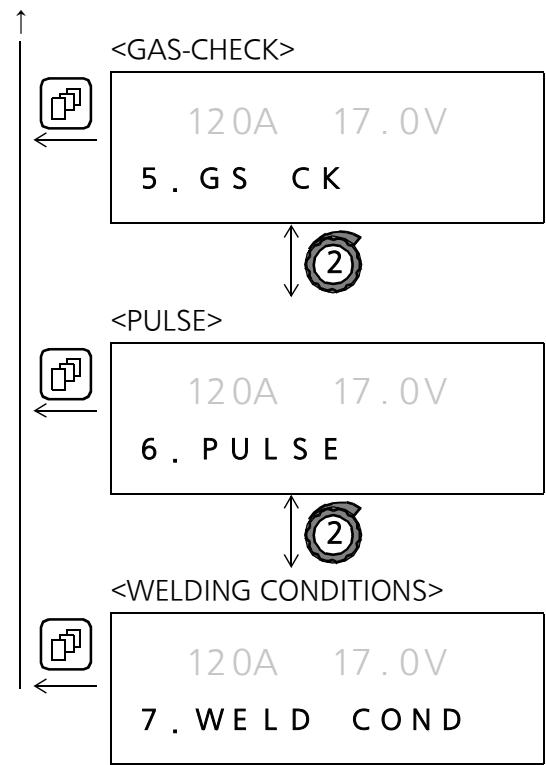 <GAS-CHECK>
120A 17.0V
5. GS CK
2
<PULSE>
120A 17.0V
6. PULSE
2
<WELDING CONDITIONS>
120A 17.0V
7. WELD COND